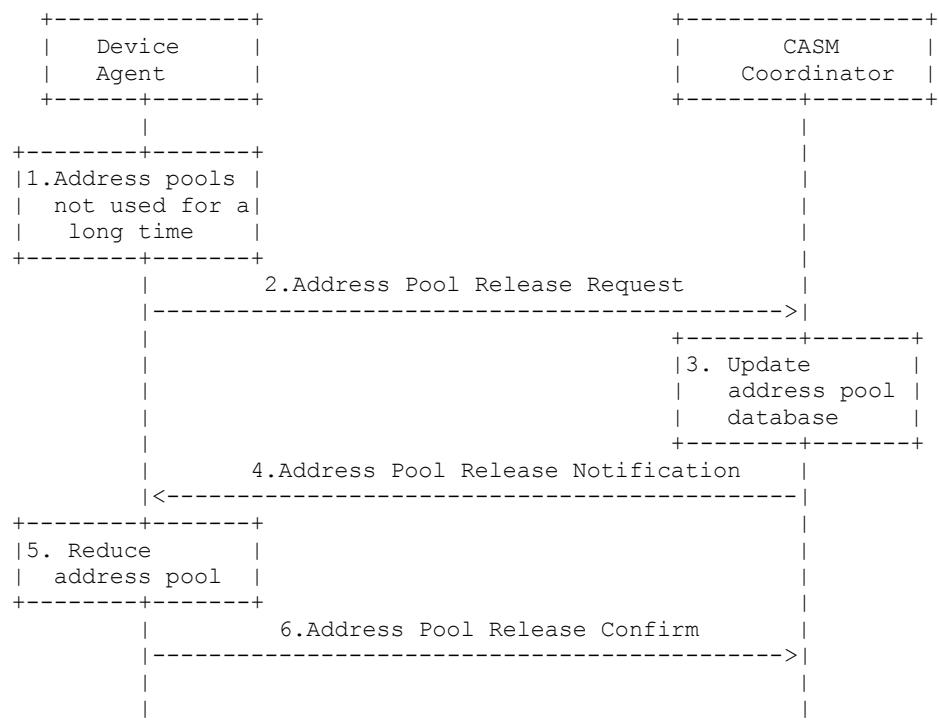 Device
Agent
CASM
Coordinator
1.Address pools
not used for a
long time
2.Address Pool Release Request
3. Update
address pool
database
4.Address Pool Release Notification
5. Reduce
address pool
6.Address Pool Release Confirm